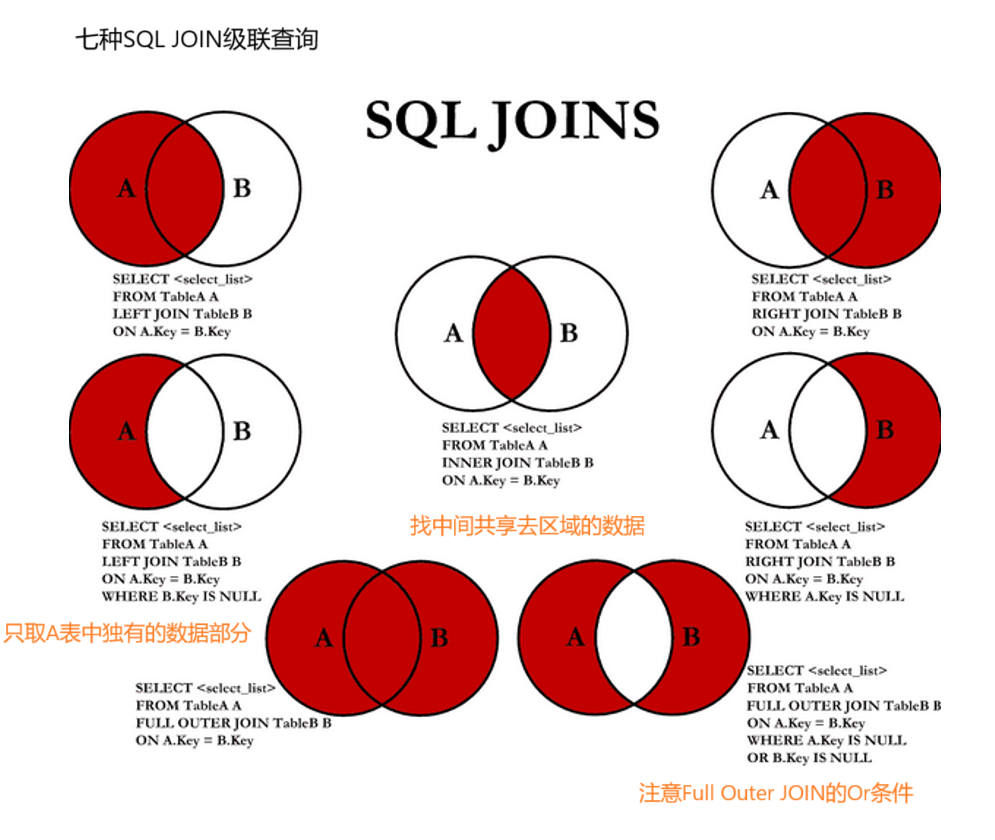 七种SQL JOIN级联查询
SQL JOINS
A B
SELECT <select_list>
FROM TableA A
LEFT JOIN TableB B
ON A.Key = B.Key
A B
SELECT <select_list>
FROM TableA A
RIGHT JOIN TableB B
ON A.Key = B.Key
A B
SELECT <select_list>
FROM TableA A
INNER JOIN TableB B
ON A.Key = B.Key
找中间共享去区域的数据
A B
SELECT <select_list>
FROM TableA A
LEFT JOIN TableB B
ON A.Key = B.Key
WHERE B.Key IS NULL
只取A表中独有的数据部分
A B
SELECT <select_list>
FROM TableA A
RIGHT JOIN TableB B
ON A.Key = B.Key
WHERE A.Key IS NULL
A B
SELECT <select_list>
FROM TableA A
FULL OUTER JOIN TableB B
ON A.Key = B.Key
A B
SELECT <select_list>
FROM TableA A
FULL OUTER JOIN TableB B
ON A.Key = B.Key
WHERE A.Key IS NULL
OR B.Key IS NULL
注意Full Outer JOIN的Or条件